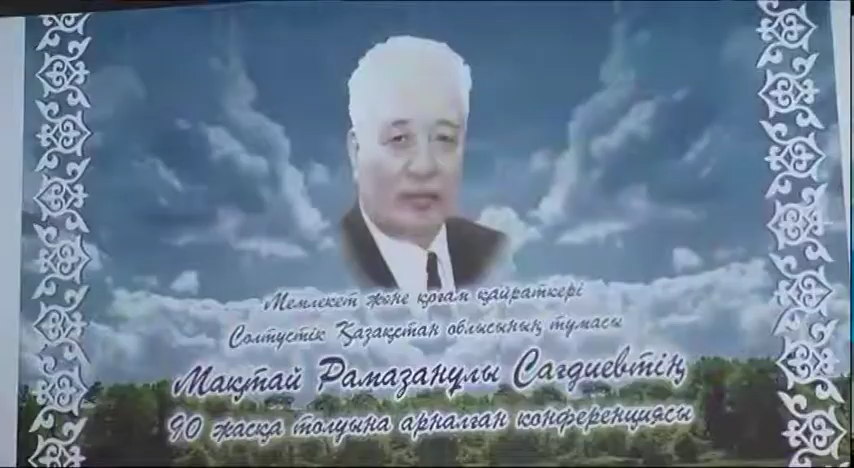 Мемлекет және қоғам қайраткері
Солтүстік Қазақстан облысының тумасы
Мақтай Рамазанұлы Сағдиевтің
90 жасқа толуына арналған конференциясы